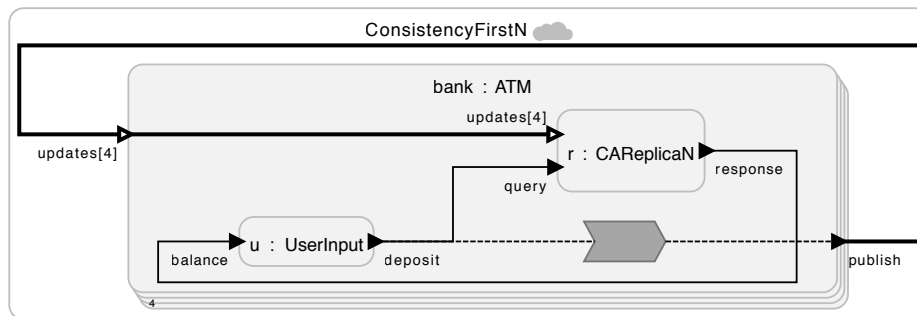 ConsistencyFirstN
bank : ATM
updates[4]
updates[4]
r : CAReplicaN
response
query
u : UserInput
balance
deposit
publish
4